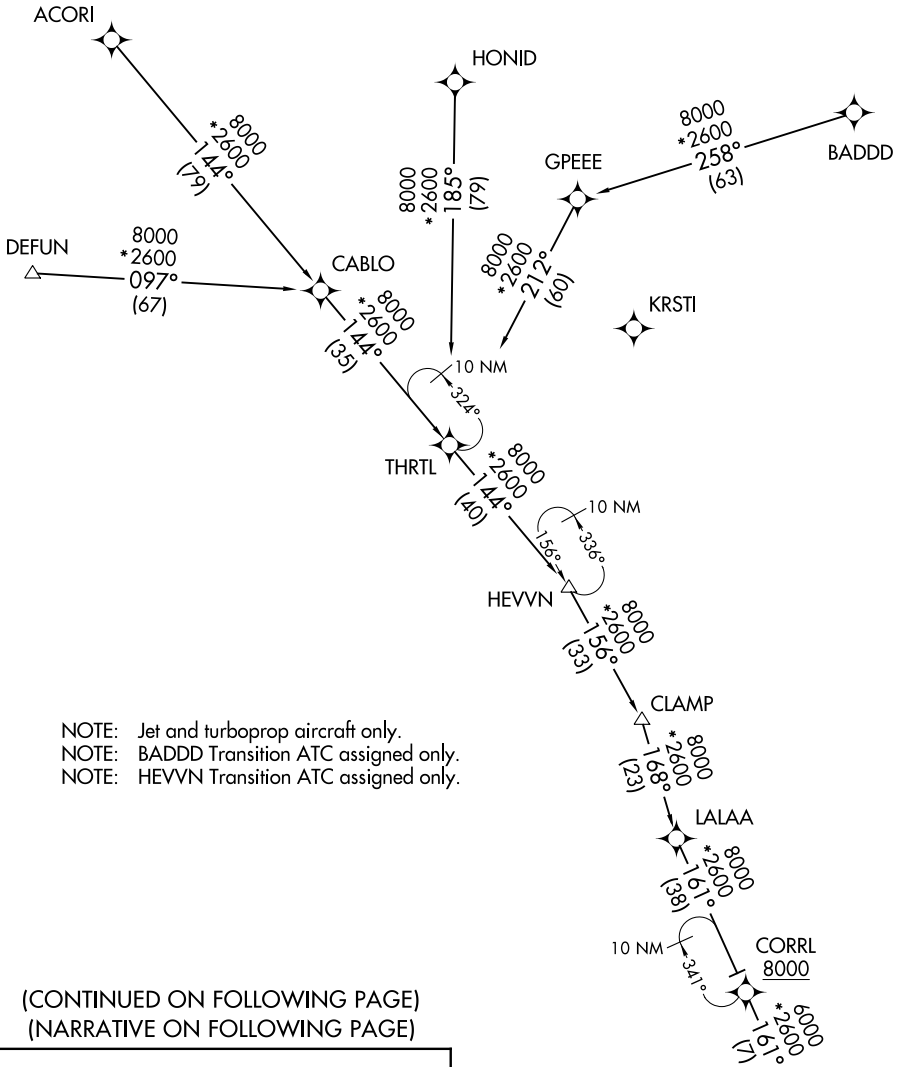 ACORI
HONID
BADDD
GPEEE
8000
*2600
144°
(79)
8000
*2600
185°
(79)
8000
*2600
258°
(63)
DEFUN
8000
*2600
097°
(67)
CABLO
8000
*2600
212°
(60)
KRSTI
8000
*2600
144°
(35)
10 NM
324°
THRTL
8000
*2600
144°
(40)
10 NM
156°
336°
HEVVN
8000
*2600
156°
(33)
CLAMP
NOTE: Jet and turboprop aircraft only.
NOTE: BADDD Transition ATC assigned only.
NOTE: HEVVN Transition ATC assigned only.
8000
*2600
168°
(23)
LALAA
8000
*2600
161°
(38)
10 NM
341°
CORRL
8000
6000
*2600
161°
(7)
(CONTINUED ON FOLLOWING PAGE)
(NARRATIVE ON FOLLOWING PAGE)